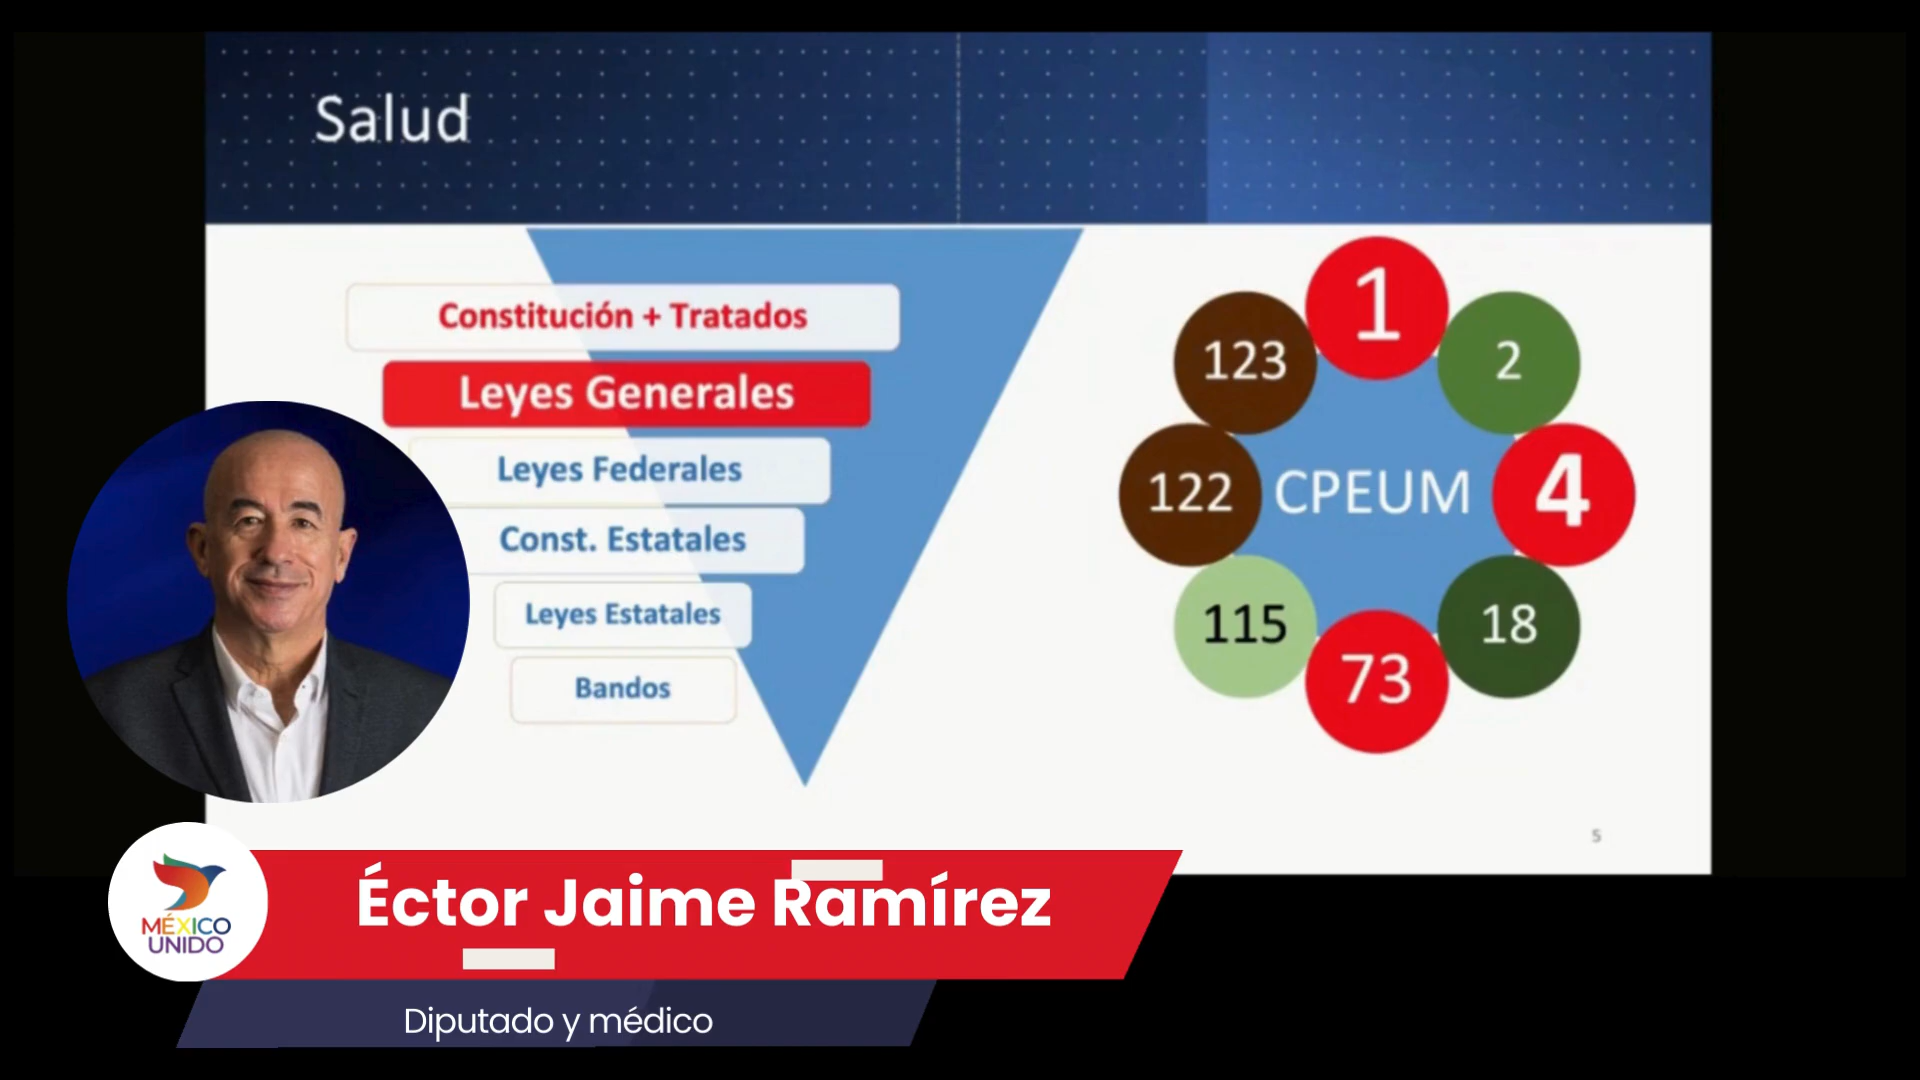 Salud
Constitución + Tratados
Leyes Generales
Leyes Federales
Const. Estatales
Leyes Estatales
Bandos
1
2
4
18
73
115
122
123
CPEUM
5
MÉXICO
UNIDO
Éctor Jaime Ramírez
Diputado y médico